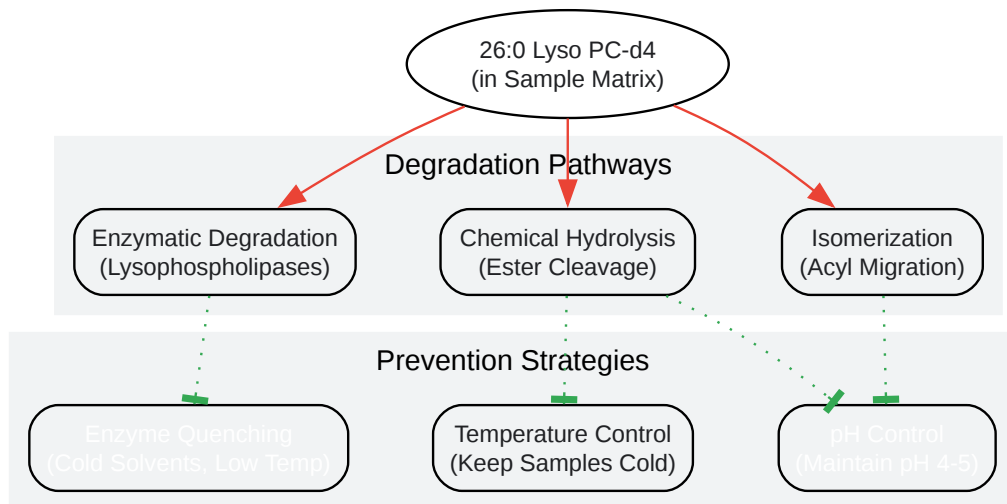 26:0 Lyso PC-d4
(in Sample Matrix)
Degradation Pathways
Enzymatic Degradation
(Lysophospholipases)
Chemical Hydrolysis
(Ester Cleavage)
Isomerization
(Acyl Migration)
Prevention Strategies
Enzyme Quenching
(Cold Solvents, Low Temp)
Temperature Control
(Keep Samples Cold)
pH Control
(Maintain pH 4-5)